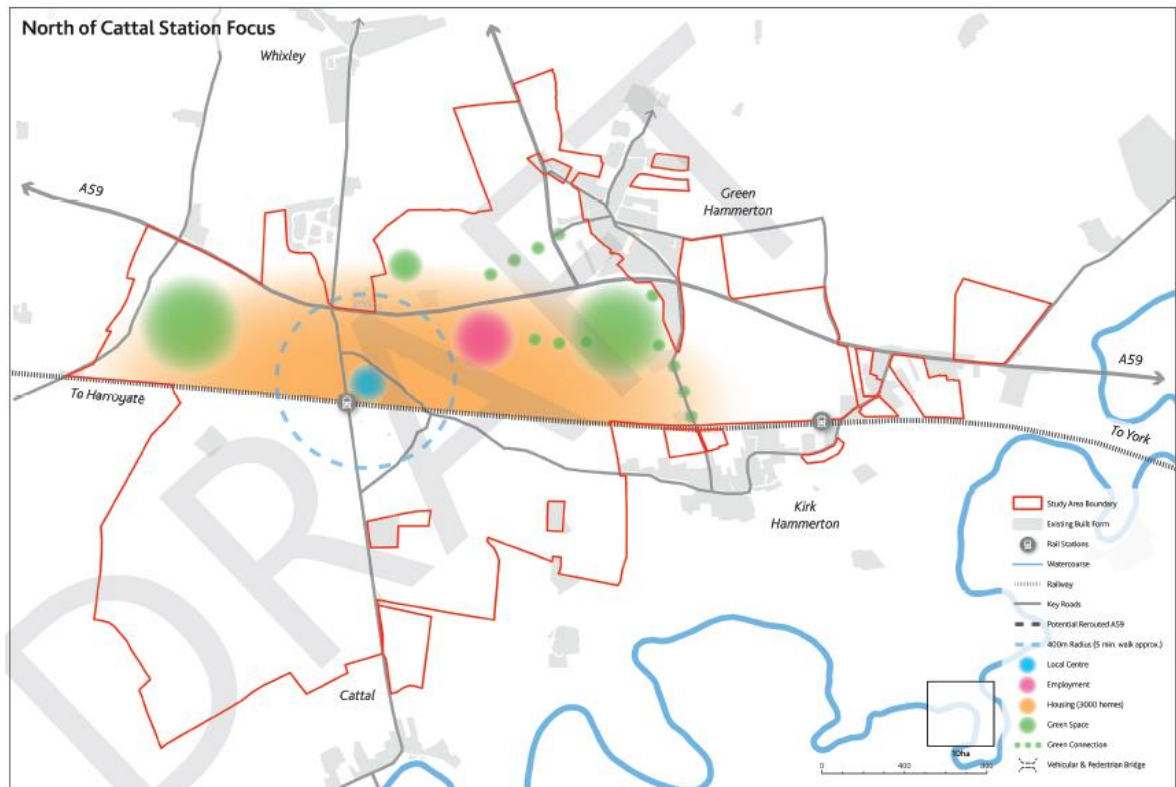 North of Cattal Station Focus
Whixley
A59
Green
Hammerton
A59
To Harrogate
To York
Kirk
Hammerton
Cattal
DRAFT
Study Area Boundary
Existing Built Form
Rail Stations
Watercourse
Railway
Key Roads
Potential Rerouted A59
400m Radius (5 min. walk approx.)
Local Centre
Employment
Housing (3000 homes)
Green Space
Green Connection
Vehicular & Pedestrian Bridge
10ha
0 400 800